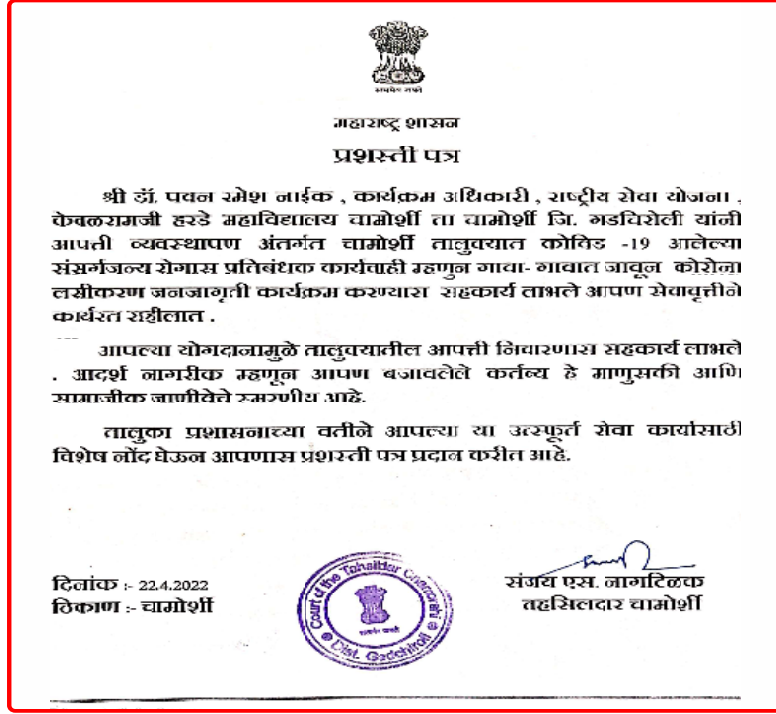 सत्यमेव जयते
महाराष्ट्र शासन
प्रशस्ती पत्र
श्री डॉ. पवन रमेश नाईक , कार्यक्रम अधिकारी , राष्ट्रीय सेवा योजना ,
केवळरामजी हरडे महाविद्यालय चामोर्शी ता चामोर्शी जि. गडचिरोली यांनी
आपत्ती व्यवस्थापण अंतर्गत चामोर्शी तालुक्यात कोविड -19 आलेल्या
संसर्गजन्य रोगास प्रतिबंधक कार्यवाही म्हणुन गावा- गावात जावून कोरोना
लसीकरण जनजागृती कार्यक्रम करण्यास सहकार्य लाभले आपण सेवावृत्तीने
कार्यरत राहीलात .
आपल्या योगदानामुळे तालुक्यातील आपत्ती निवारणास सहकार्य लाभले
. आदर्श नागरीक म्हणून आपण बजावलेले कर्तव्य हे माणुसकी आणि
सामाजीक जाणीवेते स्मरणीय आहे.
तालुका प्रशासनाच्या वतीने आपल्या या उत्स्फूर्त सेवा कार्यासाठी
विशेष नोंद घेऊन आपणास प्रशस्ती पत्र प्रदान करीत आहे.
दिनांक :- 22.4.2022
ठिकाण :- चामोर्शी
Court of the Tahsildar Chamorshi
Dist. Gadchiroli
संजय एस. नागटिळक
तहसिलदार चामोर्शी